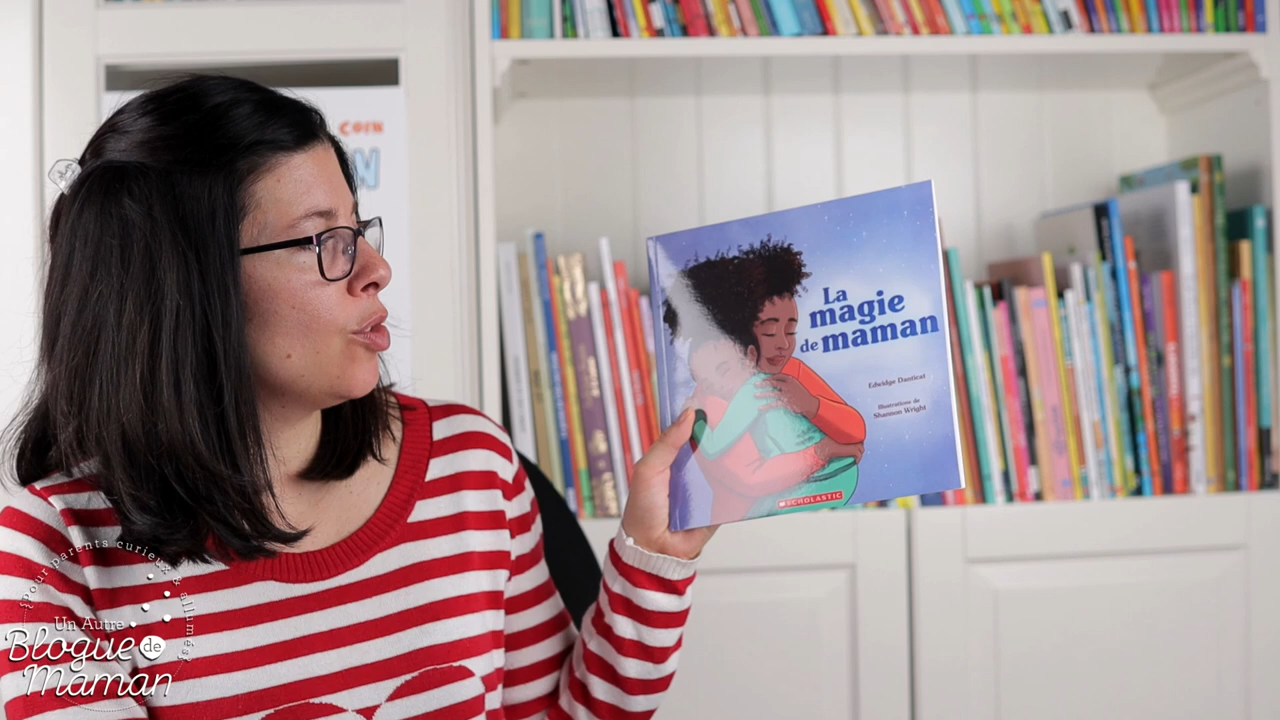 CORN
N
La
magie
de maman
Edwidge Danticat
Illustrations de
Shannon Wright
SCHOLASTIC
{Pour parents curieux & allumés}
Un Autre
Blogue de
Maman